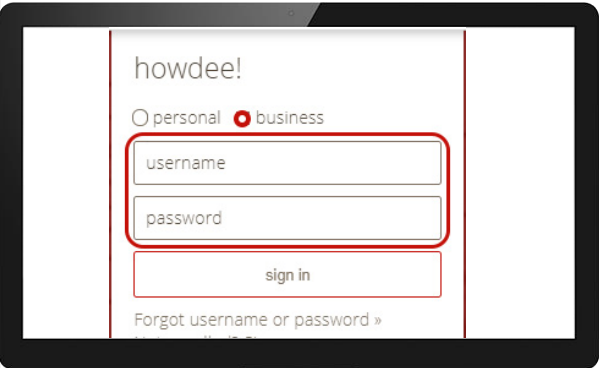 howdee!
personal business
username
password
sign in
Forgot username or password »